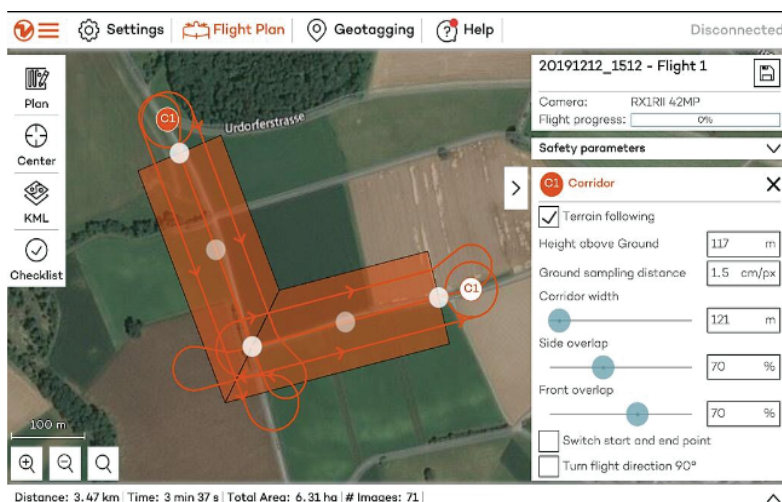 Settings Flight Plan Geotagging Help Disconnected
20191212_1512 - Flight 1
Camera: RX1RII 42MP
Flight progress: 0%
Safety parameters
Plan
Center
KML
Checklist
C1
Urdorferstrasse
C1
100 m
C1 Corridor
Terrain following
Height above Ground 117 m
Ground sampling distance 1.5 cm/px
Corridor width
121 m
Side overlap
70 %
Front overlap
70 %
Switch start and end point
Turn flight direction 90°
Distance: 3.47 km Time: 3 min 37 s Total Area: 6.31 ha # Images: 71